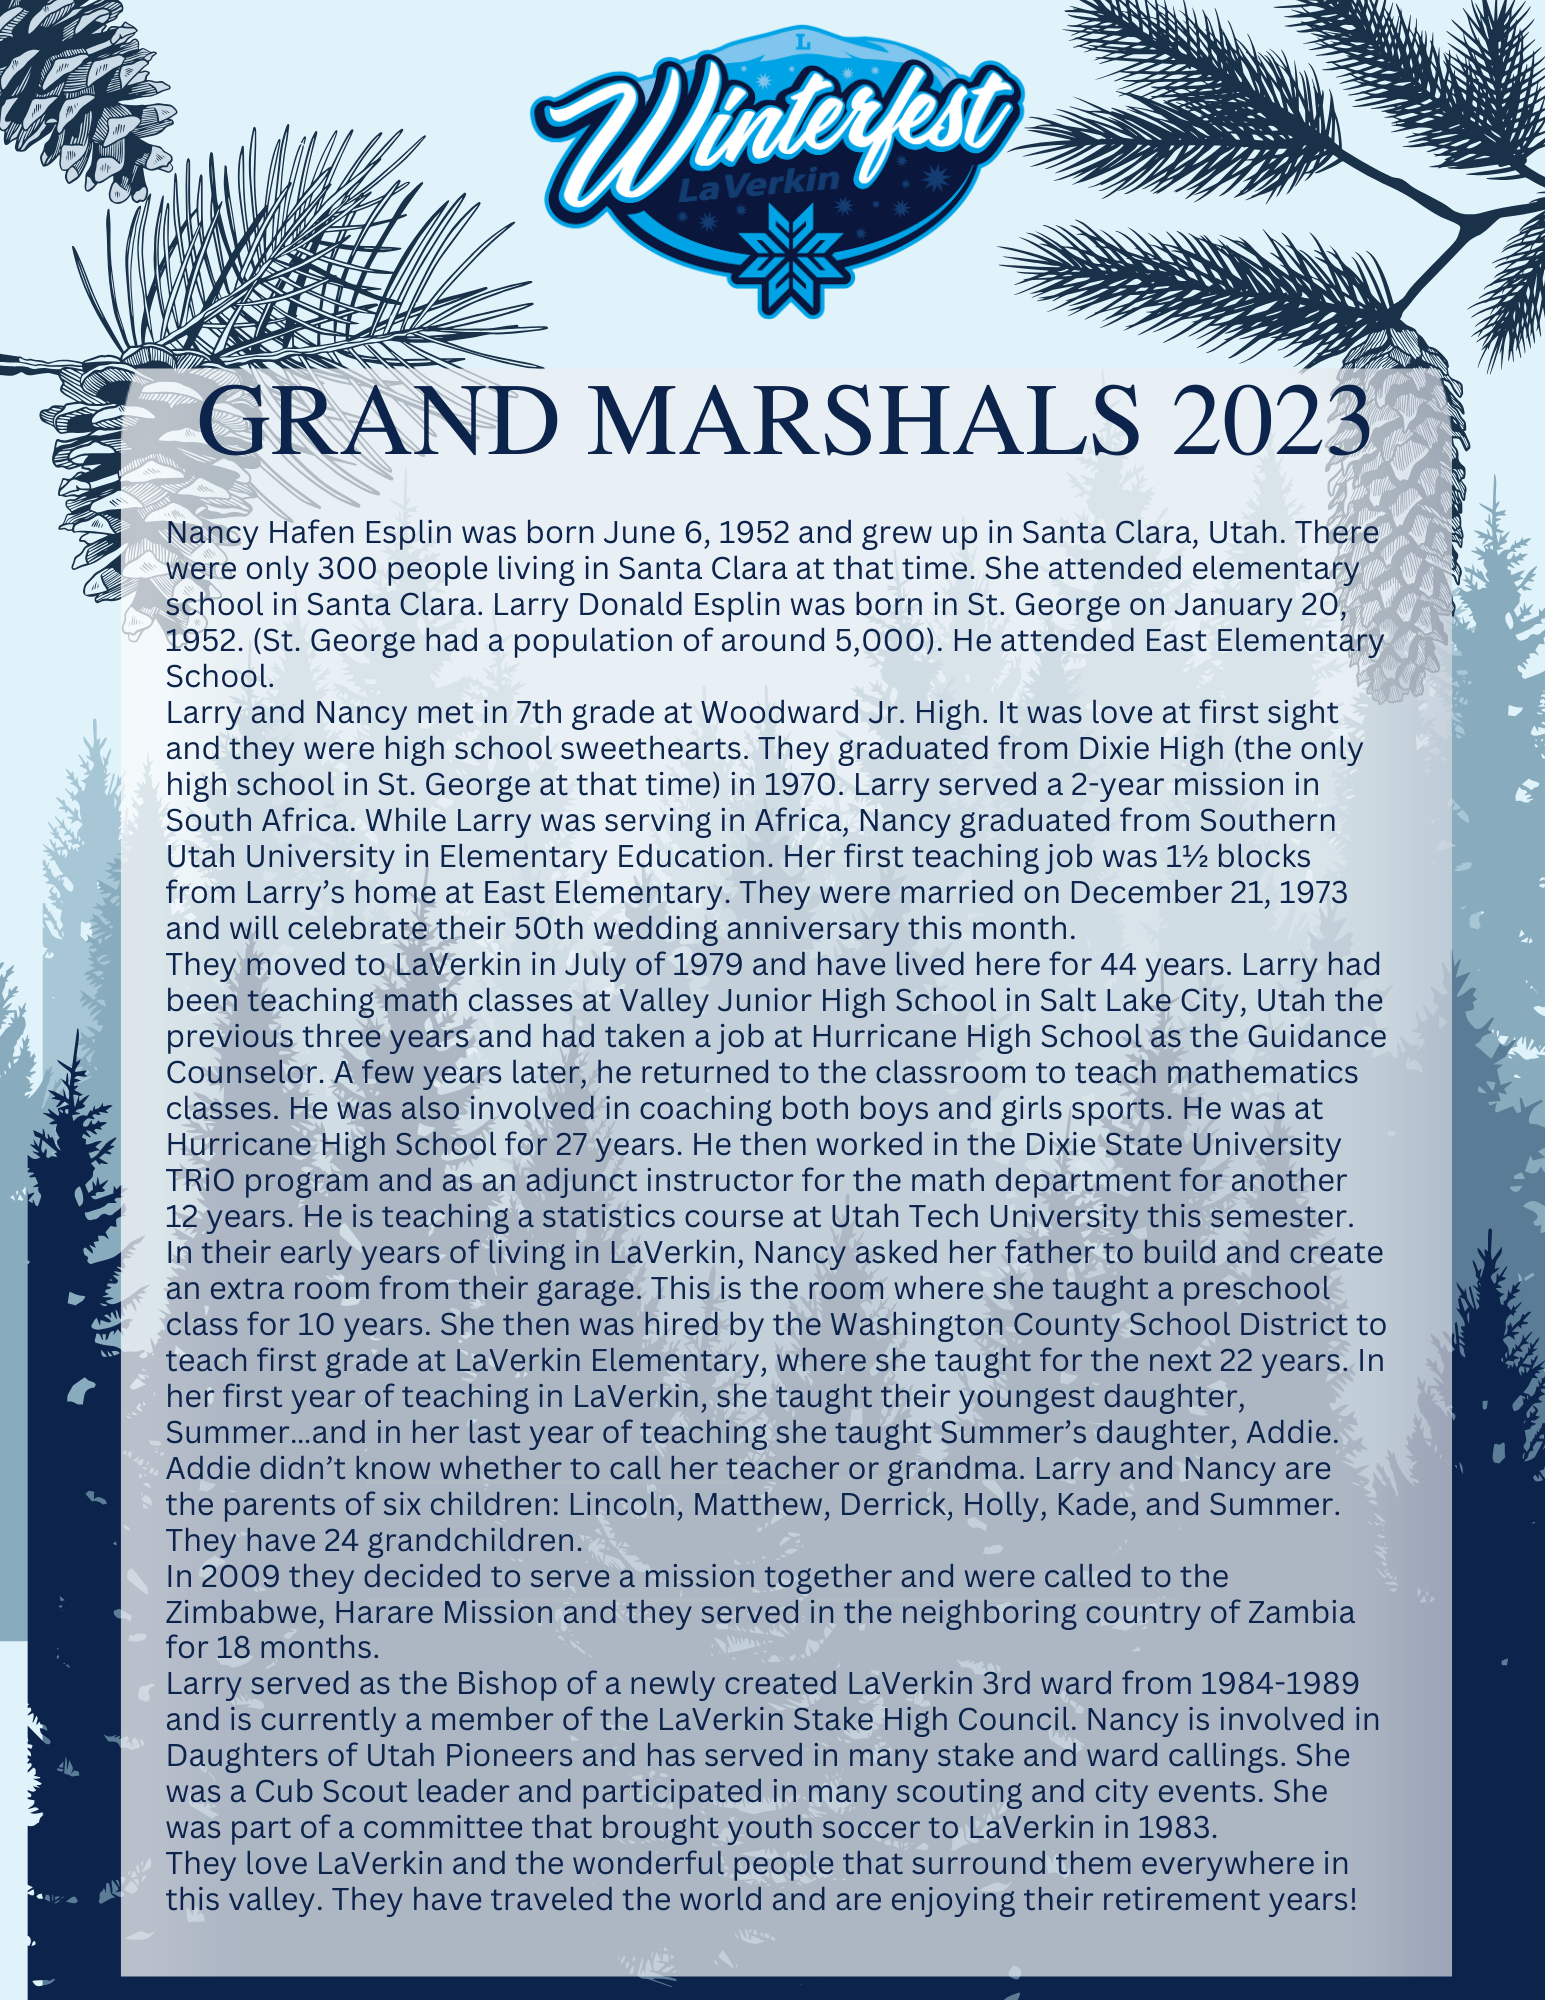 L
Winterfest
LaVerkin
GRAND MARSHALS 2023
Nancy Hafen Esplin was born June 6, 1952 and grew up in Santa Clara, Utah. There
were only 300 people living in Santa Clara at that time. She attended elementary
school in Santa Clara. Larry Donald Esplin was born in St. George on January 20,
1952. (St. George had a population of around 5,000). He attended East Elementary
School.
Larry and Nancy met in 7th grade at Woodward Jr. High. It was love at first sight
and they were high school sweethearts. They graduated from Dixie High (the only
high school in St. George at that time) in 1970. Larry served a 2-year mission in
South Africa. While Larry was serving in Africa, Nancy graduated from Southern
Utah University in Elementary Education. Her first teaching job was 1½ blocks
from Larry’s home at East Elementary. They were married on December 21, 1973
and will celebrate their 50th wedding anniversary this month.
They moved to LaVerkin in July of 1979 and have lived here for 44 years. Larry had
been teaching math classes at Valley Junior High School in Salt Lake City, Utah the
previous three years and had taken a job at Hurricane High School as the Guidance
Counselor. A few years later, he returned to the classroom to teach mathematics
classes. He was also involved in coaching both boys and girls sports. He was at
Hurricane High School for 27 years. He then worked in the Dixie State University
TRiO program and as an adjunct instructor for the math department for another
12 years. He is teaching a statistics course at Utah Tech University this semester.
In their early years of living in LaVerkin, Nancy asked her father to build and create
an extra room from their garage. This is the room where she taught a preschool
class for 10 years. She then was hired by the Washington County School District to
teach first grade at LaVerkin Elementary, where she taught for the next 22 years. In
her first year of teaching in LaVerkin, she taught their youngest daughter,
Summer…and in her last year of teaching she taught Summer’s daughter, Addie.
Addie didn’t know whether to call her teacher or grandma. Larry and Nancy are
the parents of six children: Lincoln, Matthew, Derrick, Holly, Kade, and Summer.
They have 24 grandchildren.
In 2009 they decided to serve a mission together and were called to the
Zimbabwe, Harare Mission and they served in the neighboring country of Zambia
for 18 months.
Larry served as the Bishop of a newly created LaVerkin 3rd ward from 1984-1989
and is currently a member of the LaVerkin Stake High Council. Nancy is involved in
Daughters of Utah Pioneers and has served in many stake and ward callings. She
was a Cub Scout leader and participated in many scouting and city events. She
was part of a committee that brought youth soccer to LaVerkin in 1983.
They love LaVerkin and the wonderful people that surround them everywhere in
this valley. They have traveled the world and are enjoying their retirement years!